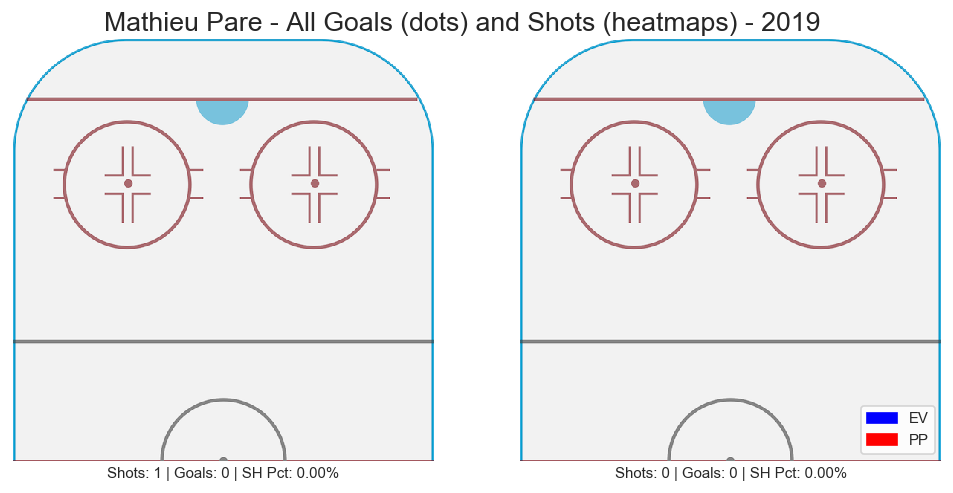 Mathieu Pare - All Goals (dots) and Shots (heatmaps) - 2019
EV
PP
Shots: 1 | Goals: 0 | SH Pct: 0.00%
Shots: 0 | Goals: 0 | SH Pct: 0.00%